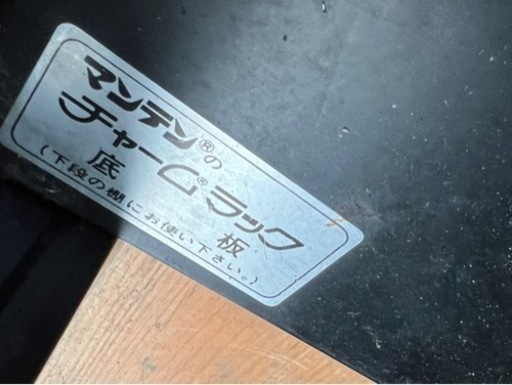 マンテン®の
チャーム®ラック
底板
(下段の棚にお使い下さい。)